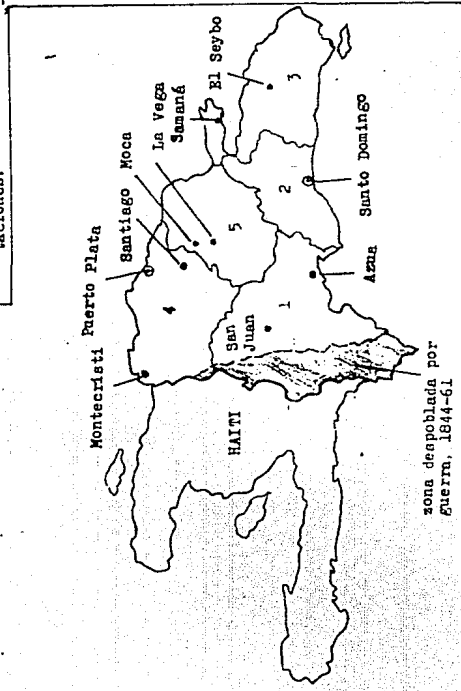 Montecristi
Puerto Plata
Santiago
Moca
La Vega
Samaná
El Seybo
4
5
3
2
1
San
Juan
HAITI
Santo Domingo
Azua
zona despoblada por
guerra, 1844-61